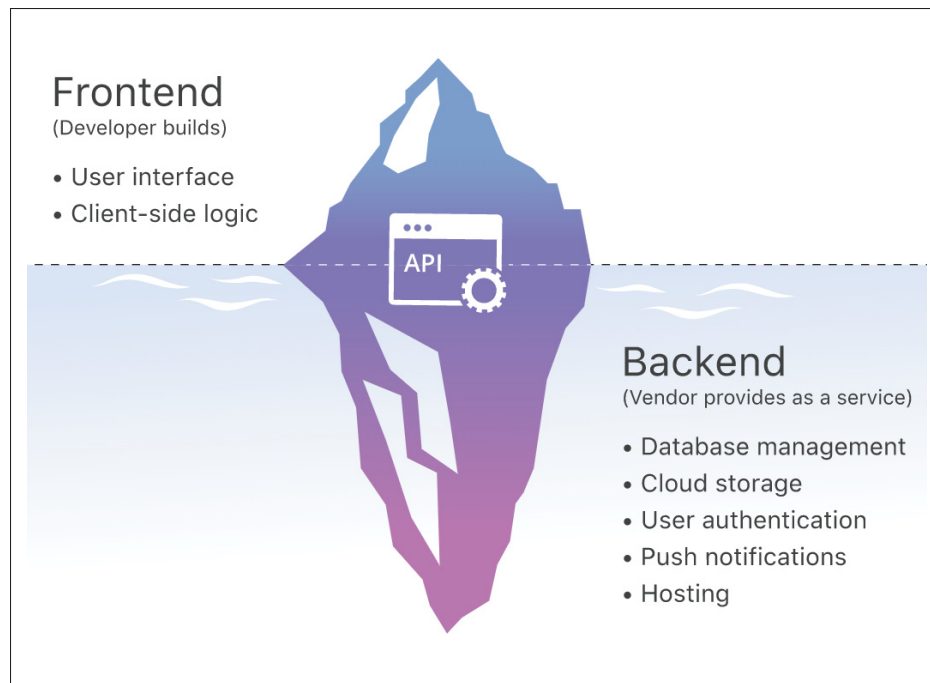 Frontend
(Developer builds)
• User interface
• Client-side logic
API
Backend
(Vendor provides as a service)
• Database management
• Cloud storage
• User authentication
• Push notifications
• Hosting